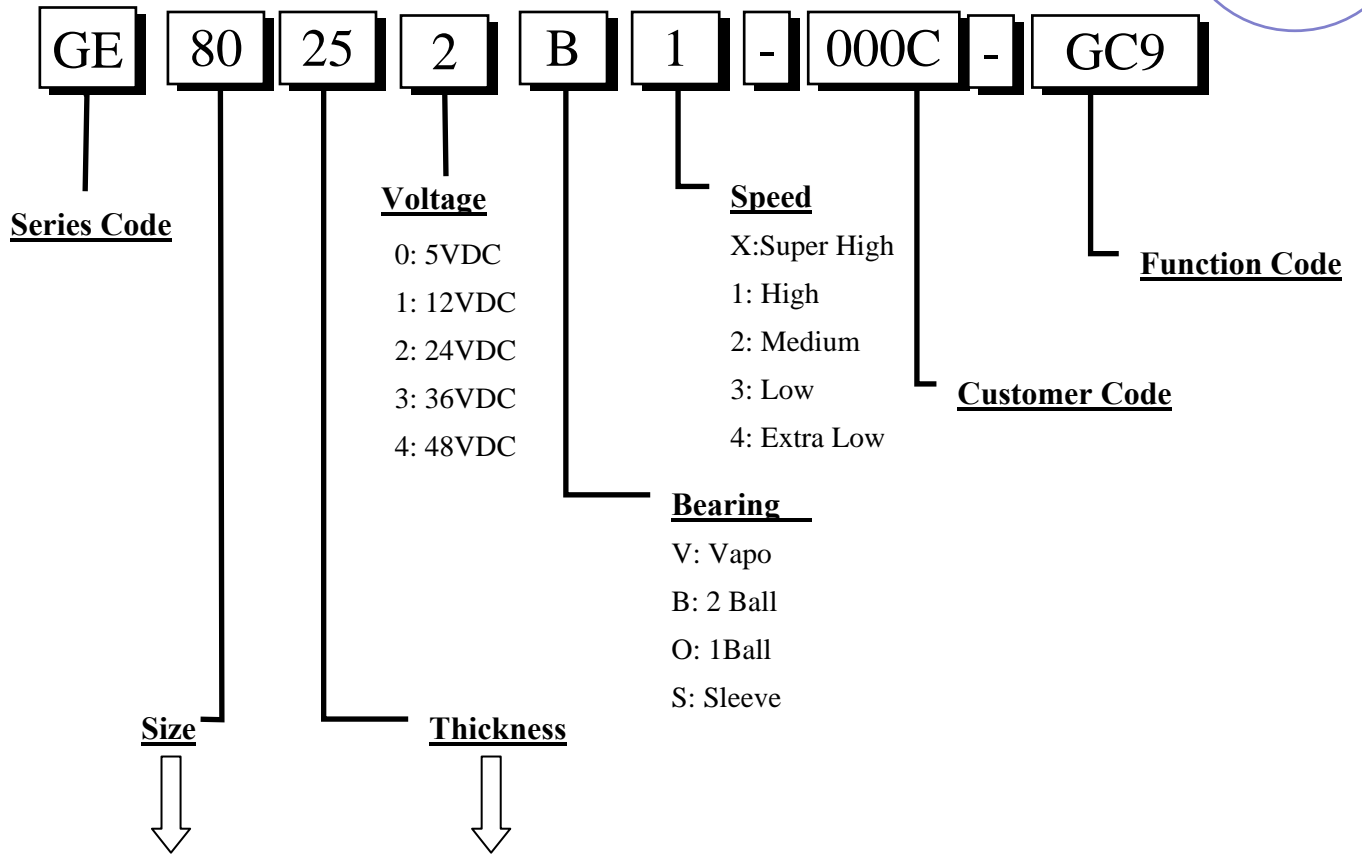 GE 80 25 2 B 1 - 000C - GC9
Series Code
Voltage
0: 5VDC
1: 12VDC
2: 24VDC
3: 36VDC
4: 48VDC
Speed
X:Super High
1: High
2: Medium
3: Low
4: Extra Low
Function Code
Customer Code
Bearing
V: Vapo
B: 2 Ball
O: 1Ball
S: Sleeve
Size
Thickness